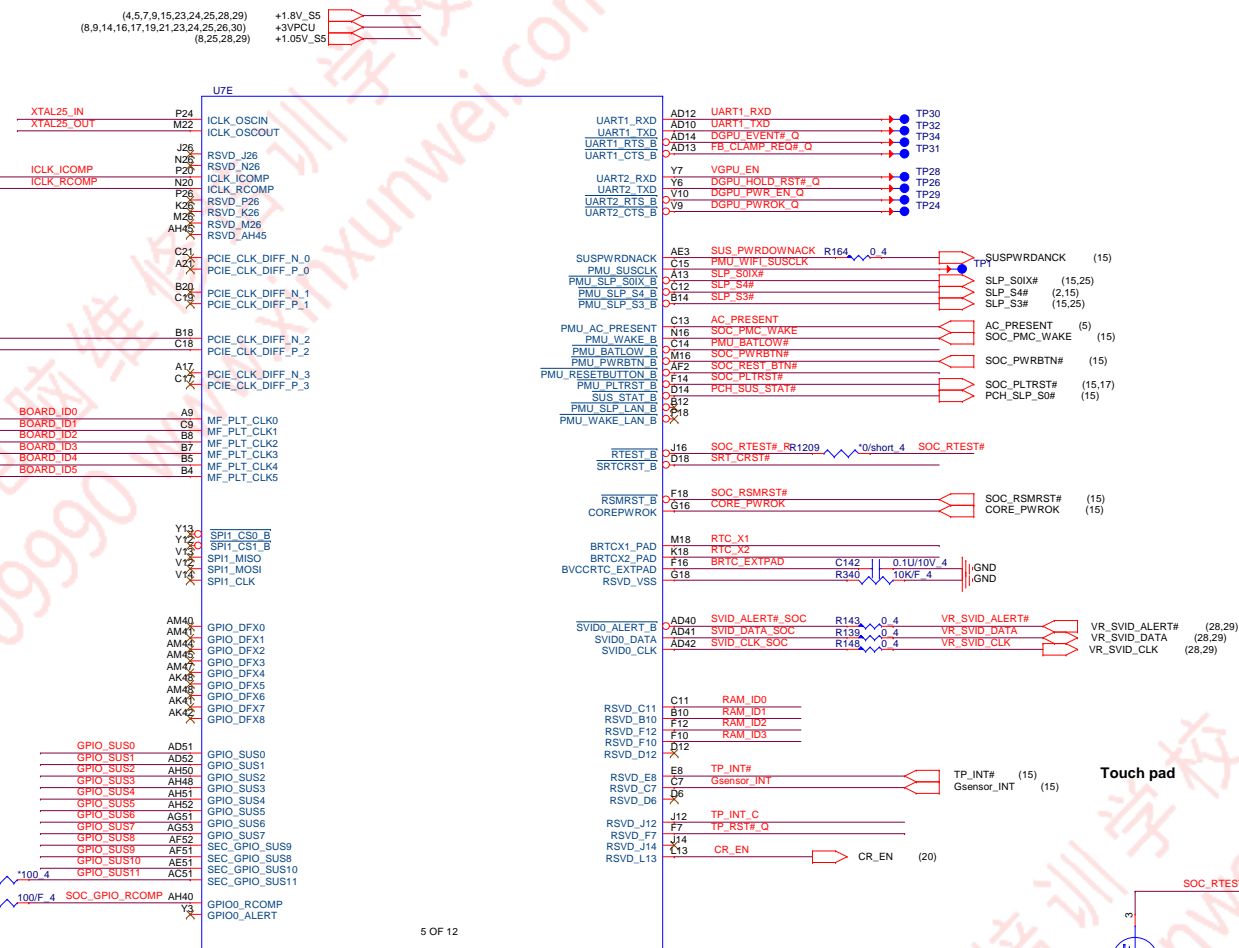 (4,5,7,9,15,23,24,25,28,29) +1.8V_S5
(8,9,14,16,17,19,21,23,24,25,26,30) +3VPCU
(8,25,28,29) +1.05V_S5
U7E
XTAL25_IN P24 ICLK_OSCIN
XTAL25_OUT M22 ICLK_OSCOUT
J26 RSVD_J26
N26 RSVD_N26
ICLK_ICOMP P20 ICLK_ICOMP
ICLK_RCOMP N20 ICLK_RCOMP
P26 RSVD_P26
K26 RSVD_K26
M26 RSVD_M26
AH45 RSVD_AH45
C21 PCIE_CLK_DIFF_N_0
A21 PCIE_CLK_DIFF_P_0
B20 PCIE_CLK_DIFF_N_1
C19 PCIE_CLK_DIFF_P_1
B18 PCIE_CLK_DIFF_N_2
C18 PCIE_CLK_DIFF_P_2
A17 PCIE_CLK_DIFF_N_3
C17 PCIE_CLK_DIFF_P_3
BOARD_ID0 A9 MF_PLT_CLK0
BOARD_ID1 C9 MF_PLT_CLK1
BOARD_ID2 B8 MF_PLT_CLK2
BOARD_ID3 B7 MF_PLT_CLK3
BOARD_ID4 B5 MF_PLT_CLK4
BOARD_ID5 B4 MF_PLT_CLK5
Y13 SPI1_CS0_B
Y12 SPI1_CS1_B
V13 SPI1_MISO
V12 SPI1_MOSI
V14 SPI1_CLK
AM40 GPIO_DFX0
AM41 GPIO_DFX1
AM44 GPIO_DFX2
AM45 GPIO_DFX3
AM47 GPIO_DFX4
AK48 GPIO_DFX5
AM48 GPIO_DFX6
AK41 GPIO_DFX7
AK42 GPIO_DFX8
GPIO_SUS0 AD51 GPIO_SUS0
GPIO_SUS1 AD52 GPIO_SUS1
GPIO_SUS2 AH50 GPIO_SUS2
GPIO_SUS3 AH48 GPIO_SUS3
GPIO_SUS4 AH51 GPIO_SUS4
GPIO_SUS5 AH52 GPIO_SUS5
GPIO_SUS6 AG51 GPIO_SUS6
GPIO_SUS7 AG53 GPIO_SUS7
GPIO_SUS8 AF52 SEC_GPIO_SUS9
GPIO_SUS9 AF51 SEC_GPIO_SUS8
GPIO_SUS10 AE51 SEC_GPIO_SUS10
*100_4 GPIO_SUS11 AC51 SEC_GPIO_SUS11
100/F_4 SOC_GPIO_RCOMP AH40 GPIO0_RCOMP
Y3 GPIO0_ALERT
5 OF 12
UART1_RXD AD12 UART1_RXD TP30
UART1_TXD AD10 UART1_TXD TP32
UART1_RTS_B AD14 DGPU_EVENT#_Q TP34
UART1_CTS_B AD13 FB_CLAMP_REQ#_Q TP31
UART2_RXD Y7 VGPU_EN TP28
UART2_TXD Y6 DGPU_HOLD_RST#_Q TP26
UART2_RTS_B V10 DGPU_PWR_EN_Q TP29
UART2_CTS_B V9 DGPU_PWROK_Q TP24
SUSPWRDNACK AE3 SUS_PWRDOWNACK R164 0_4 SUSPWRDANCK (15)
PMU_SUSCLK C15 PMU_WIFI_SUSCLK TP1
PMU_SLP_S0IX_B A13 SLP_S0IX# SLP_S0IX# (15,25)
PMU_SLP_S4_B C12 SLP_S4# SLP_S4# (2,15)
PMU_SLP_S3_B B14 SLP_S3# SLP_S3# (15,25)
PMU_AC_PRESENT C13 AC_PRESENT AC_PRESENT (5)
PMU_WAKE_B N16 SOC_PMC_WAKE SOC_PMC_WAKE (15)
PMU_BATLOW_B C14 PMU_BATLOW#
PMU_PWRBTN_B M16 SOC_PWRBTN# SOC_PWRBTN# (15)
PMU_RESETBUTTON_B AF2 SOC_REST_BTN#
PMU_PLTRST_B F14 SOC_PLTRST# SOC_PLTRST# (15,17)
SUS_STAT_B D14 PCH_SUS_STAT# PCH_SLP_S0# (15)
PMU_SLP_LAN_B B12
PMU_WAKE_LAN_B P18
RTEST_B J16 SOC_RTEST#_R R1209 *0/short_4 SOC_RTEST#
SRTCRST_B D18 SRT_CRST#
RSMRST_B F18 SOC_RSMRST# SOC_RSMRST# (15)
COREPWROK G16 CORE_PWROK CORE_PWROK (15)
BRTCX1_PAD M18 RTC_X1
BRTCX2_PAD K18 RTC_X2
BVCCRTC_EXTPAD F16 BRTC_EXTPAD C142 0.1U/10V_4 GND
RSVD_VSS G18 R340 10K/F_4 GND
SVID0_ALERT_B AD40 SVID_ALERT#_SOC R143 0_4 VR_SVID_ALERT# VR_SVID_ALERT# (28,29)
SVID0_DATA AD41 SVID_DATA_SOC R139 0_4 VR_SVID_DATA VR_SVID_DATA (28,29)
SVID0_CLK AD42 SVID_CLK_SOC R148 0_4 VR_SVID_CLK VR_SVID_CLK (28,29)
RSVD_C11 C11 RAM_ID0
RSVD_B10 B10 RAM_ID1
RSVD_F12 F12 RAM_ID2
RSVD_F10 F10 RAM_ID3
RSVD_D12 D12
RSVD_E8 E8 TP_INT# TP_INT# (15)
RSVD_C7 C7 Gsensor_INT Gsensor_INT (15)
RSVD_D6 D6
Touch pad
RSVD_J12 J12 TP_INT_C
RSVD_F7 F7 TP_RST#_Q
RSVD_J14 J14
RSVD_L13 L13 CR_EN CR_EN (20)
SOC_RTEST
3